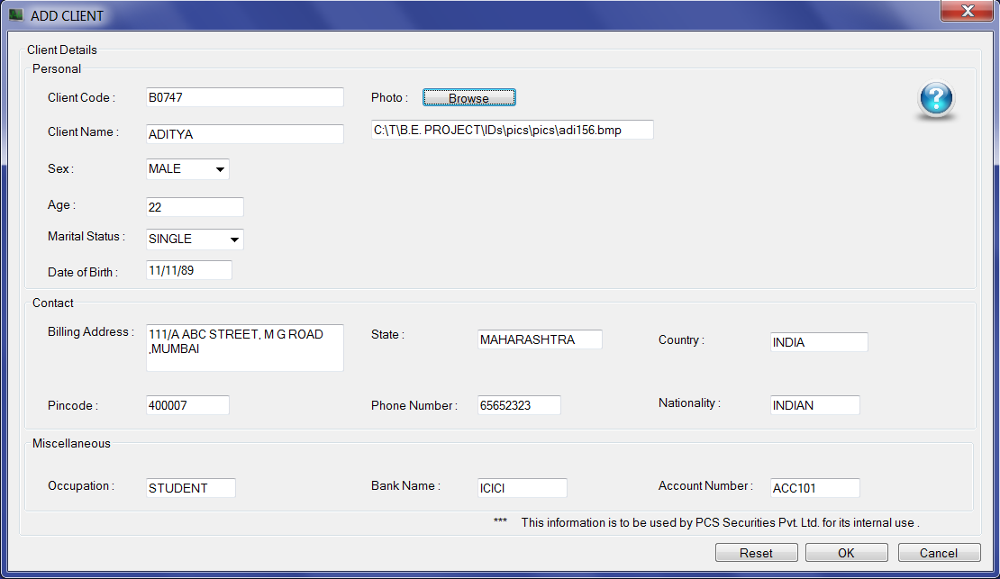 ADD CLIENT
X
Client Details
Personal
Client Code : B0747 Photo : Browse ?
Client Name : ADITYA C:\T\B.E. PROJECT\IDs\pics\pics\adi156.bmp
Sex : MALE
Age : 22
Marital Status : SINGLE
Date of Birth : 11/11/89
Contact
Billing Address : 111/A ABC STREET, M G ROAD
,MUMBAI
State : MAHARASHTRA Country : INDIA
Pincode : 400007 Phone Number : 65652323 Nationality : INDIAN
Miscellaneous
Occupation : STUDENT Bank Name : ICICI Account Number : ACC101
*** This information is to be used by PCS Securities Pvt. Ltd. for its internal use .
Reset OK Cancel